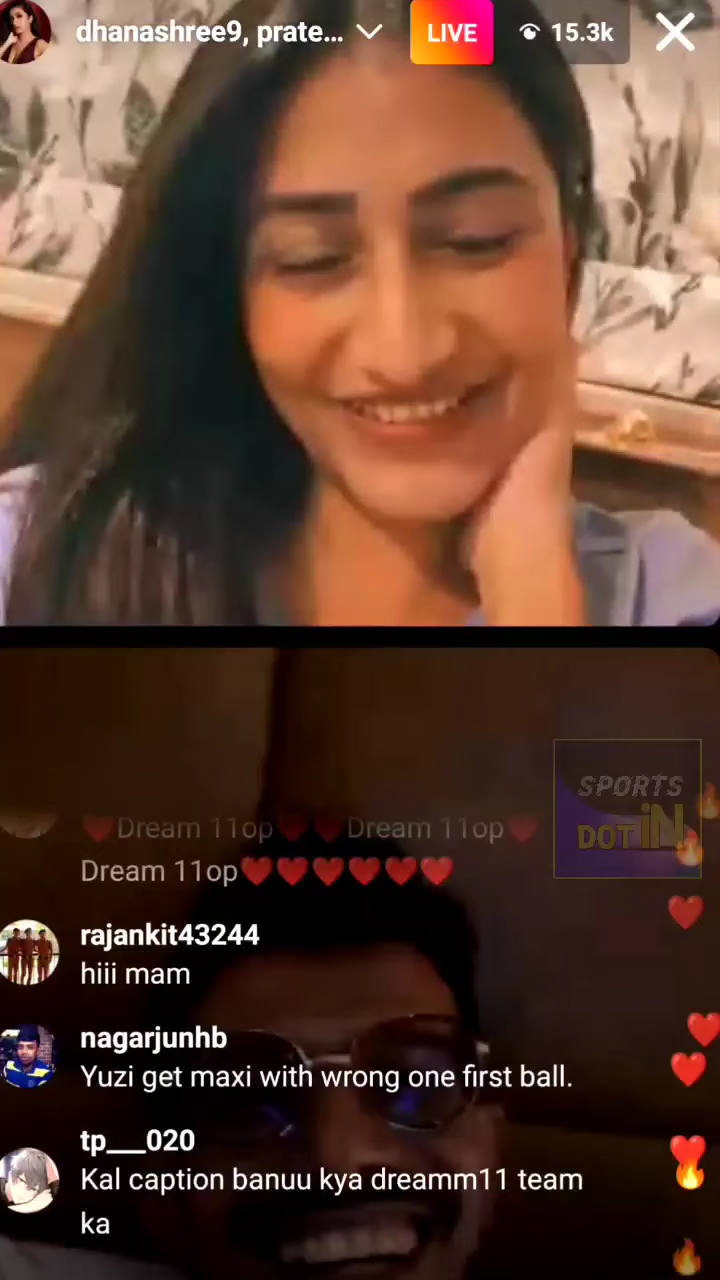 dhanashree9, prate...
LIVE
15.3k
SPORTS
DOT iN
❤️Dream 11op❤️❤️Dream 11op❤️
Dream 11op❤️❤️❤️❤️❤️❤️
rajankit43244
hiii mam
nagarjunhb
Yuzi get maxi with wrong one first ball.
tp___020
Kal caption banuu kya dreamm11 team
ka